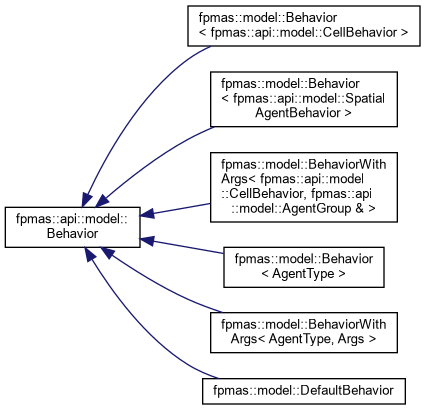 fpmas::model::Behavior
< fpmas::api::model::CellBehavior >
fpmas::model::Behavior
< fpmas::api::model::Spatial
AgentBehavior >
fpmas::model::BehaviorWith
Args< fpmas::api::model
::CellBehavior, fpmas::api
::model::AgentGroup & >
fpmas::api::model::
Behavior
fpmas::model::Behavior
< AgentType >
fpmas::model::BehaviorWith
Args< AgentType, Args >
fpmas::model::DefaultBehavior